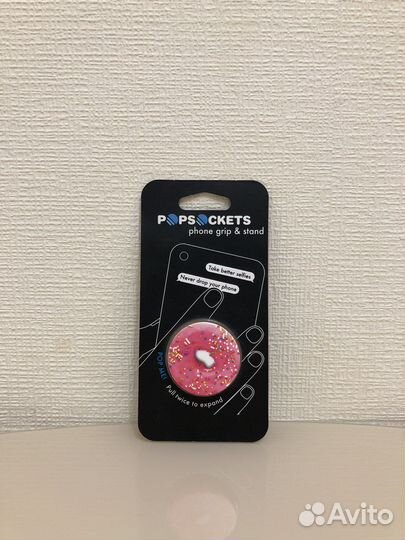 POPSOCKETS
phone grip & stand
Take better selfies
Never drop your phone
POP ME!
Pull twice to expand
Avito